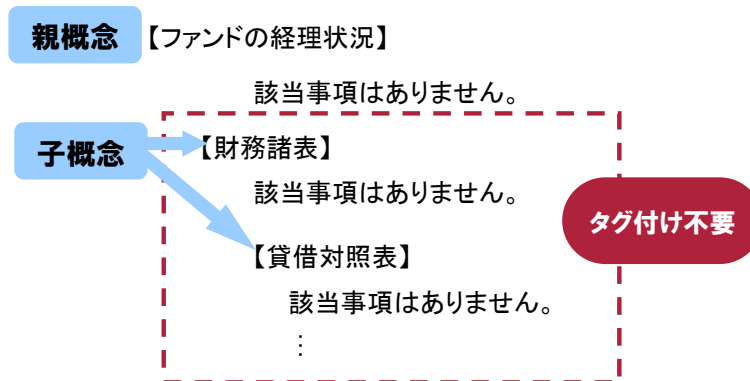 親概念 【ファンドの経理状況】
該当事項はありません。
子概念 【財務諸表】
該当事項はありません。
タグ付け不要
【貸借対照表】
該当事項はありません。
…